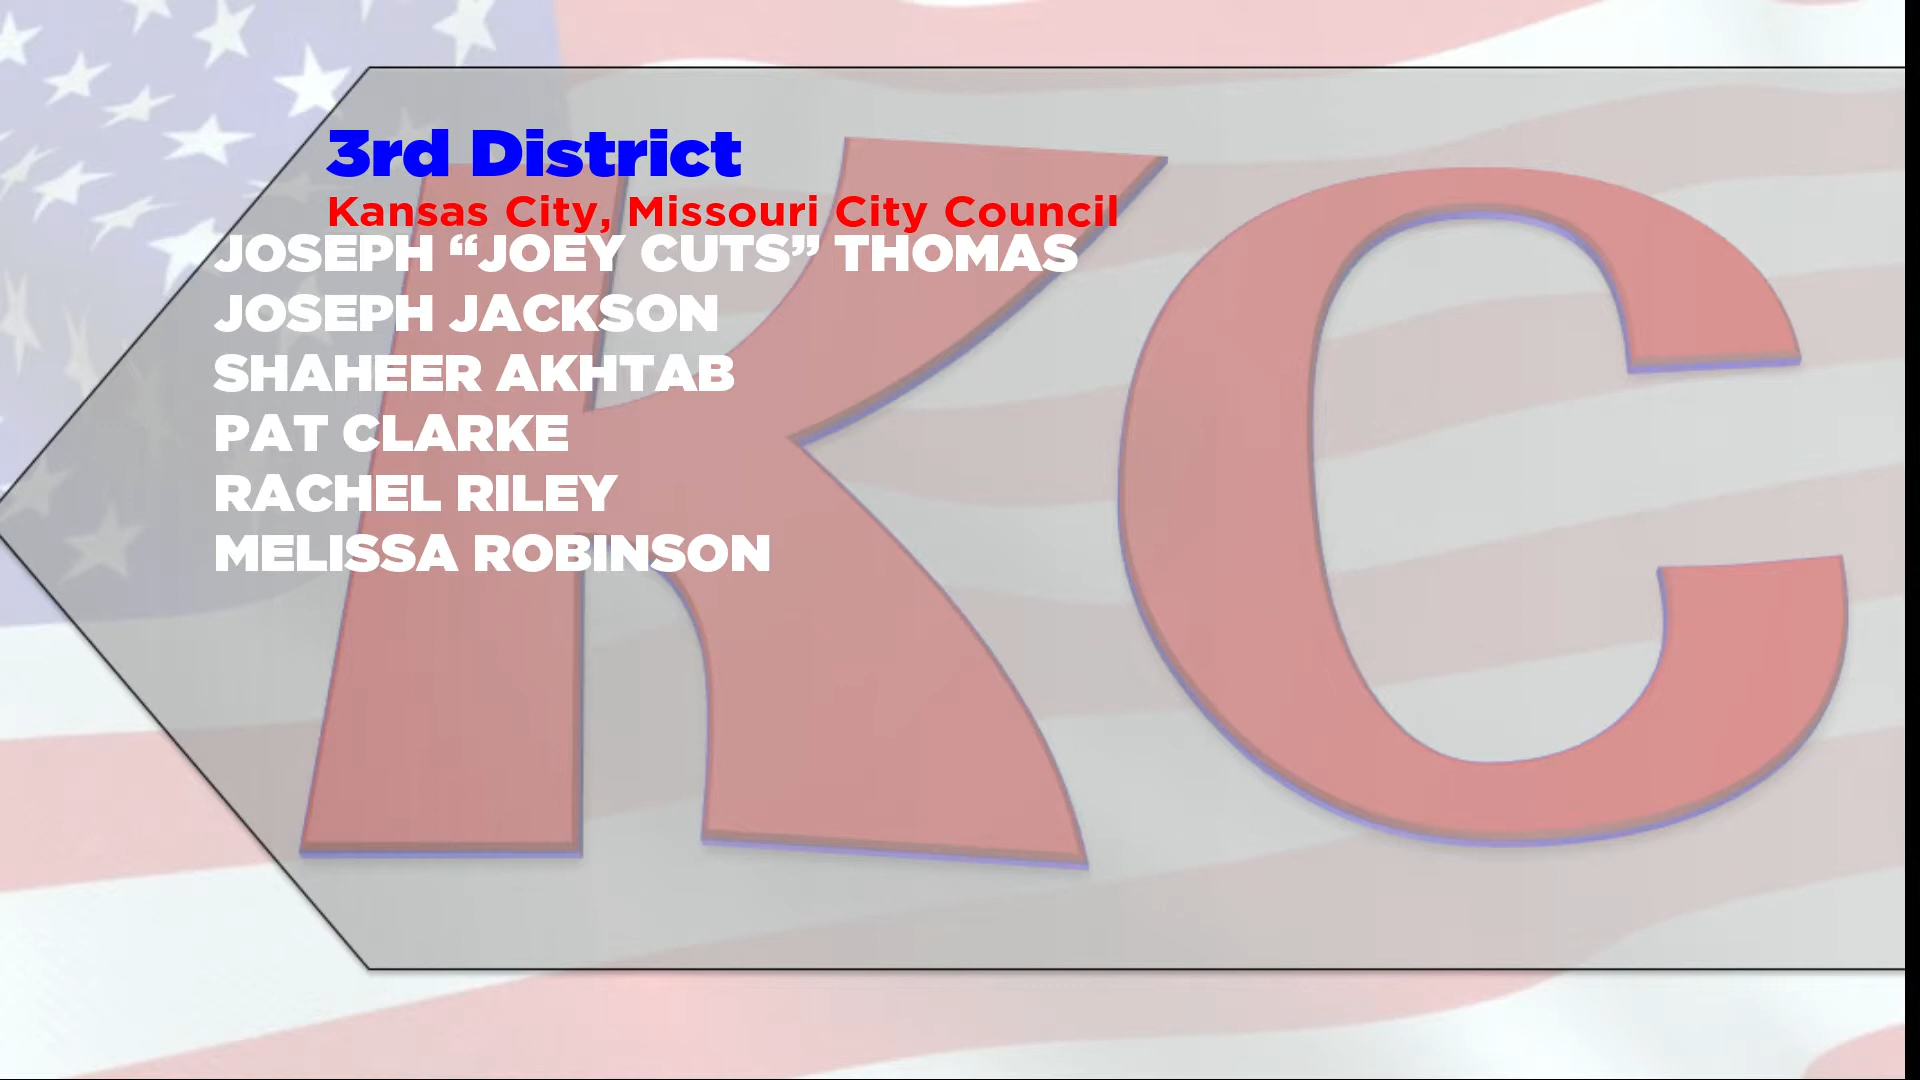 3rd District
Kansas City, Missouri City Council
JOSEPH “JOEY CUTS” THOMAS
JOSEPH JACKSON
SHAHEER AKHTAB
PAT CLARKE
RACHEL RILEY
MELISSA ROBINSON
KC